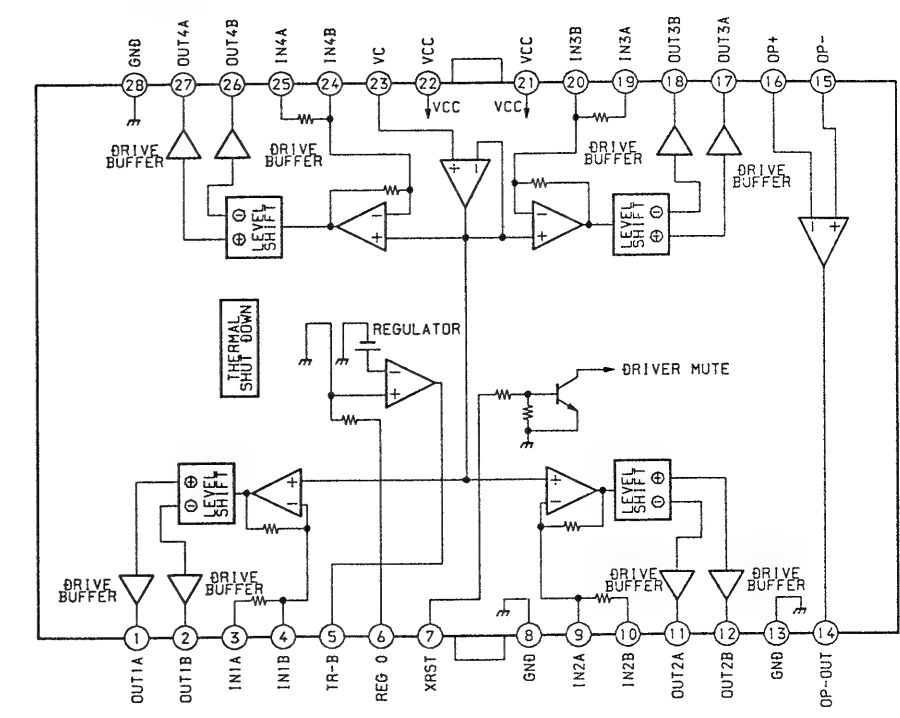 GND
OUT4A
OUT4B
IN4A
IN4B
VC
VCC
VCC
IN3B
IN3A
OUT3B
OUT3A
OP+
OP-
28
27
26
25
24
23
22
21
20
19
18
17
16
15
VCC
VCC
DRIVE
BUFFER
DRIVE
BUFFER
DRIVE
BUFFER
DRIVE
BUFFER
+ -
- +
⊖
⊕
LEVEL
SHIFT
-
+
-
+
LEVEL
SHIFT
⊖
⊕
THERMAL
SHUT DOWN
REGULATOR
-
+
DRIVER MUTE
⊕
⊖
LEVEL
SHIFT
+
-
+
-
LEVEL
SHIFT
⊕
⊖
DRIVE
BUFFER
DRIVE
BUFFER
DRIVE
BUFFER
DRIVE
BUFFER
1
2
3
4
5
6
7
8
9
10
11
12
13
14
OUT1A
OUT1B
IN1A
IN1B
TR-B
REG O
XRST
GND
IN2A
IN2B
OUT2A
OUT2B
GND
OP-OUT